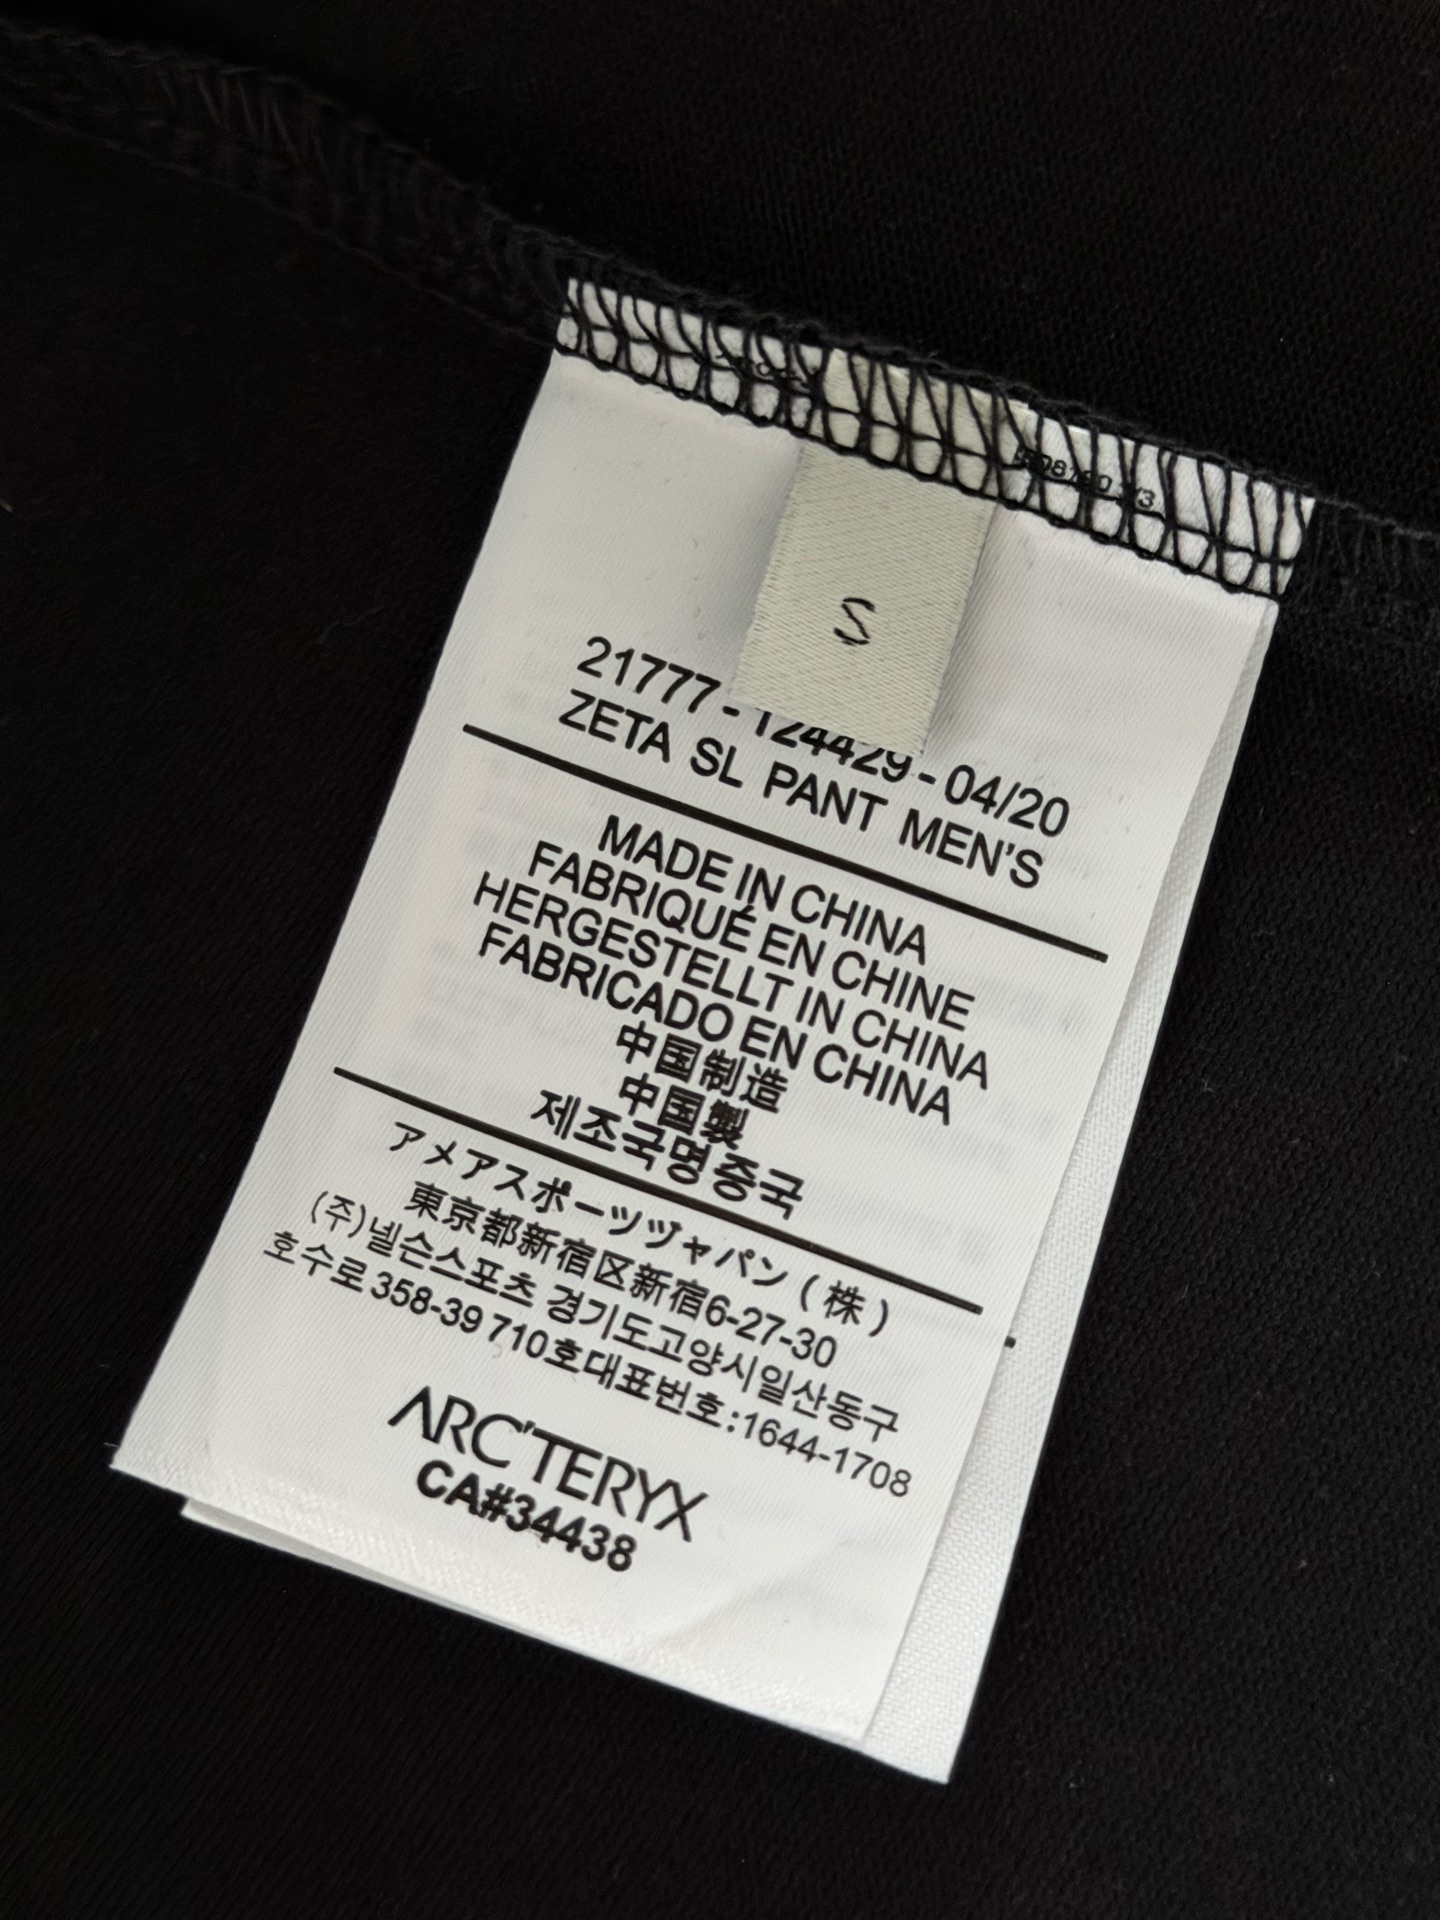 S
21777-124429-04/20
ZETA SL PANT MEN'S
MADE IN CHINA
FABRIQUÉ EN CHINE
HERGESTELLT IN CHINA
FABRICADO EN CHINA
中国制造
中国製
제조국명중국
アメアスポーツヅャパン(株)
東京都新宿区新宿6-27-30
(주)넬슨스포츠 경기도고양시일산동구
호수로358-39 710호대표번호:1644-1708
ARC'TERYX
CA#34438